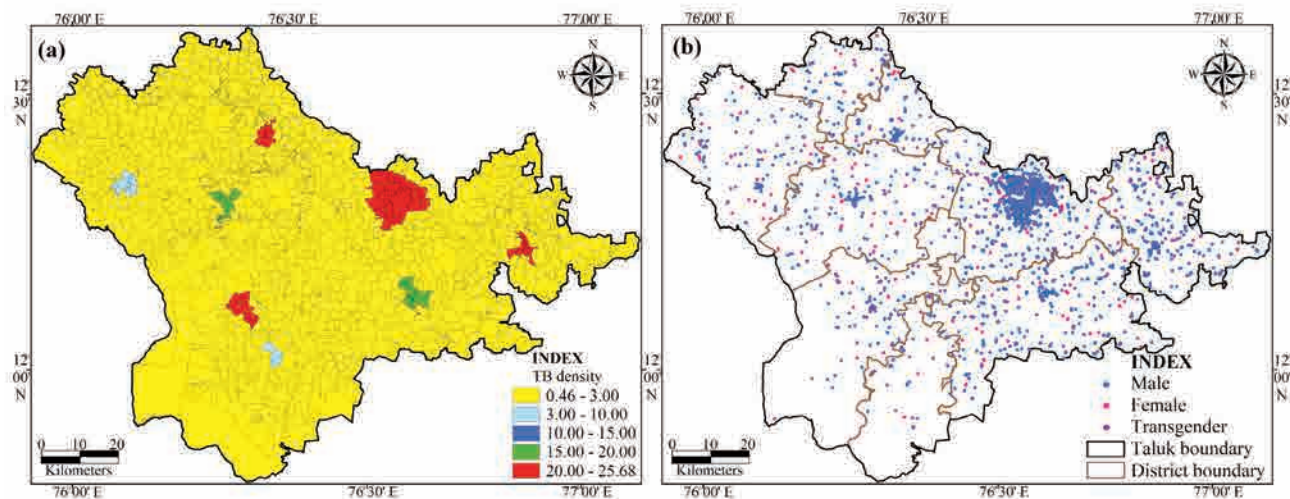 76°00' E 76°30' E 77°00' E
(a)
N
W E
S
12°30' N
12°00' N
INDEX
TB density
0.46 - 3.00
3.00 - 10.00
10.00 - 15.00
15.00 - 20.00
20.00 - 25.68
0 10 20
Kilometers
76°00' E 76°30' E 77°00' E
76°00' E 76°30' E 77°00' E
(b)
N
W E
S
12°30' N
12°00' N
INDEX
Male
Female
Transgender
Taluk boundary
District boundary
0 10 20
Kilometers
76°00' E 76°30' E 77°00' E